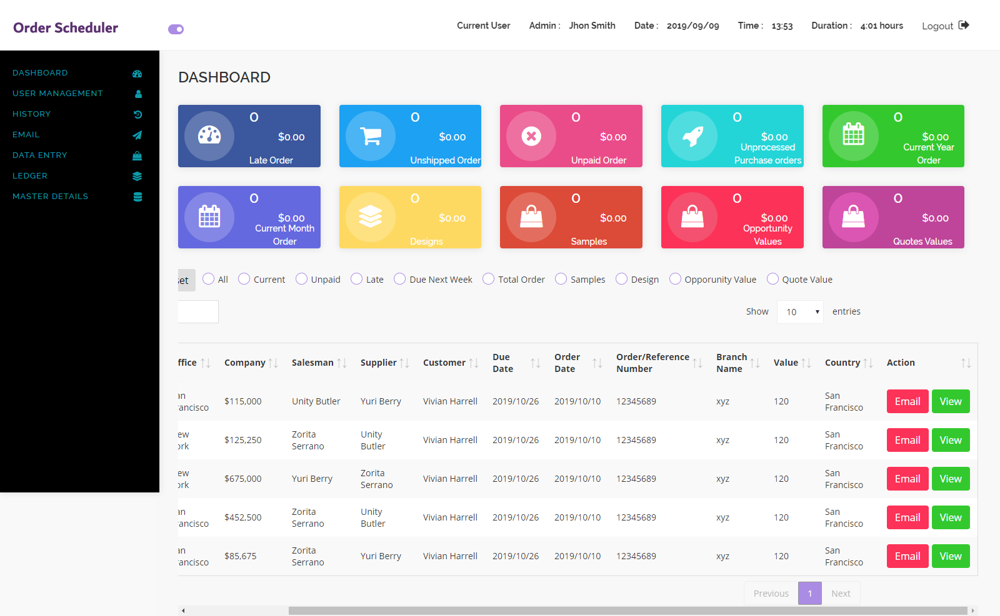 Order Scheduler
Current User Admin : Jhon Smith Date : 2019/09/09 Time : 13:53 Duration : 4:01 hours Logout
DASHBOARD
USER MANAGEMENT
HISTORY
EMAIL
DATA ENTRY
LEDGER
MASTER DETAILS
DASHBOARD
0
$0.00
Late Order
0
$0.00
Unshipped Order
0
$0.00
Unpaid Order
0
$0.00
Unprocessed
Purchase orders
0
$0.00
Current Year
Order
0
$0.00
Current Month
Order
0
$0.00
Designs
0
$0.00
Samples
0
$0.00
Opportunity
Values
0
$0.00
Quotes Values
set All Current Unpaid Late Due Next Week Total Order Samples Design Opporunity Value Quote Value
Show 10 entries
ffice Company Salesman Supplier Customer Due Date Order Date Order/Reference Number Branch Name Value Country Action
an
rancisco $115,000 Unity Butler Yuri Berry Vivian Harrell 2019/10/26 2019/10/10 12345689 xyz 120 San Francisco Email View
ew
ork $125,250 Zorita Serrano Unity Butler Vivian Harrell 2019/10/26 2019/10/10 12345689 xyz 120 San Francisco Email View
ew
ork $675,000 Yuri Berry Zorita Serrano Vivian Harrell 2019/10/26 2019/10/10 12345689 xyz 120 San Francisco Email View
an
rancisco $452,500 Zorita Serrano Unity Butler Vivian Harrell 2019/10/26 2019/10/10 12345689 xyz 120 San Francisco Email View
an
rancisco $85,675 Zorita Serrano Yuri Berry Vivian Harrell 2019/10/26 2019/10/10 12345689 xyz 120 San Francisco Email View
Previous 1 Next